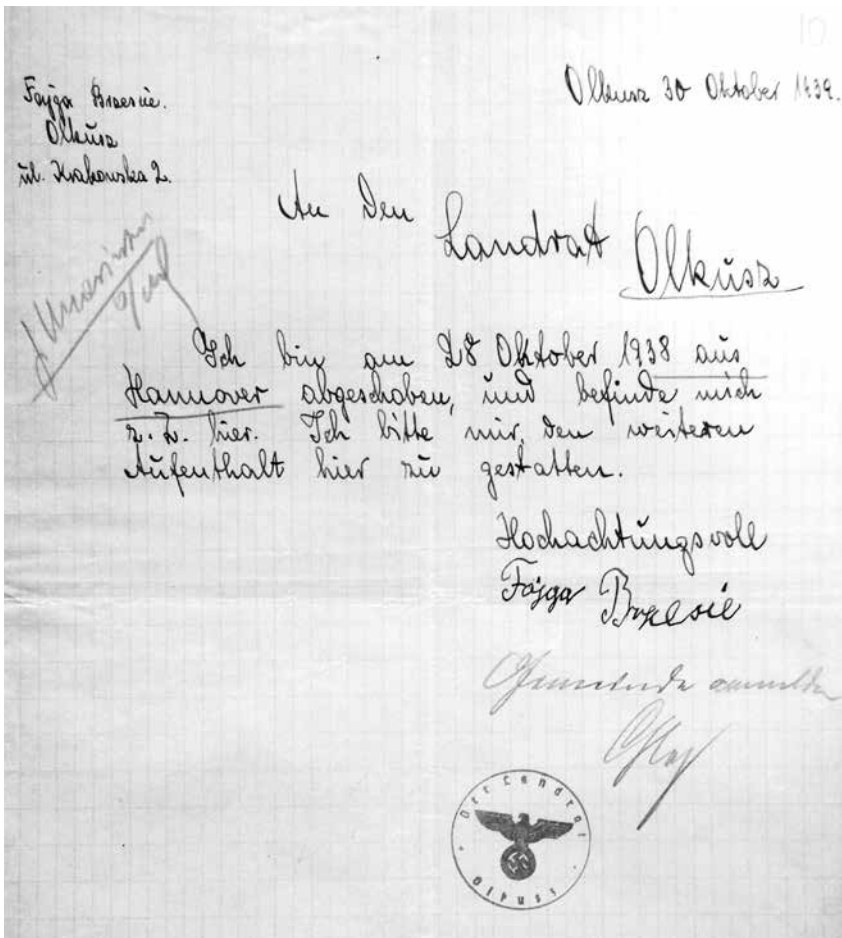 10
Olkusz 30 Oktober 1939.
Fajga Brzesie.
Olkusz
ul. Krakowska 2.
An den
Landrat Olkusz
Ich bin am 28 Oktober 1938 aus
Hannover abgeschoben, und befinde mich
z. Z. hier. Ich bitte mir, den weiteren
Aufenthalt hier zu gestatten.
Hochachtungsvoll
Fajga Brzesie
Gemeinde anmelden
Der Landrat
Olkusz